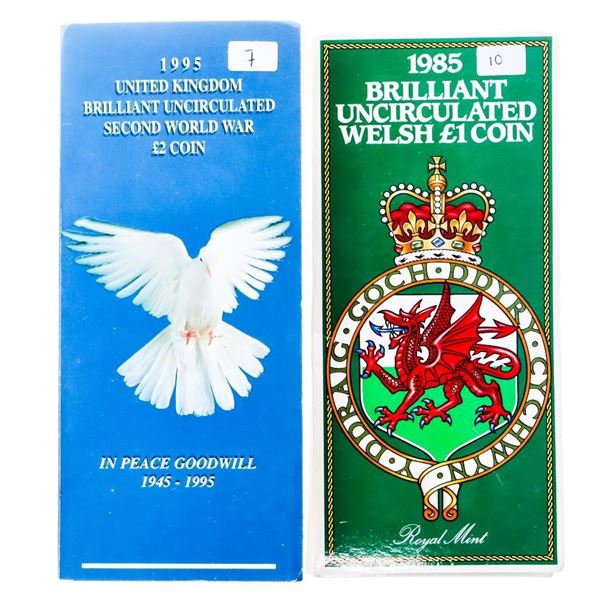 1995
7
UNITED KINGDOM
BRILLIANT UNCIRCULATED
SECOND WORLD WAR
£2 COIN
IN PEACE GOODWILL
1945 - 1995
1985
10
BRILLIANT
UNCIRCULATED
WELSH £1 COIN
Y·DDRAIG·GOCH·DDYRY·CYCHWYN
Royal Mint